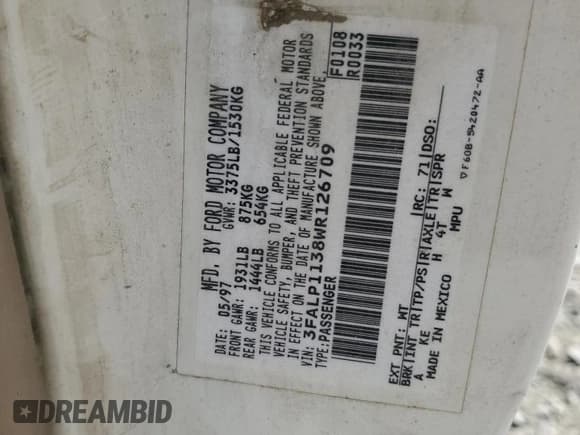 MFD. BY FORD MOTOR COMPANY
DATE: 05/97 GVWR: 3375LB/1530KG
FRONT GAWR: 1931LB 875KG
REAR GAWR: 1444LB 654KG
THIS VEHICLE CONFORMS TO ALL APPLICABLE FEDERAL MOTOR
VEHICLE SAFETY, BUMPER, AND THEFT PREVENTION STANDARDS
IN EFFECT ON THE DATE OF MANUFACTURE SHOWN ABOVE.
VIN: 3FALP1138WR126709
TYPE: PASSENGER
F0108
R0033
EXT PNT: WT RC: 71 DSO:
BRK INT TR TP/PS R AXLE TR SPR
A KE H 4T W
MADE IN MEXICO MPU
▽F60B-5420472-AA
DREAMBID